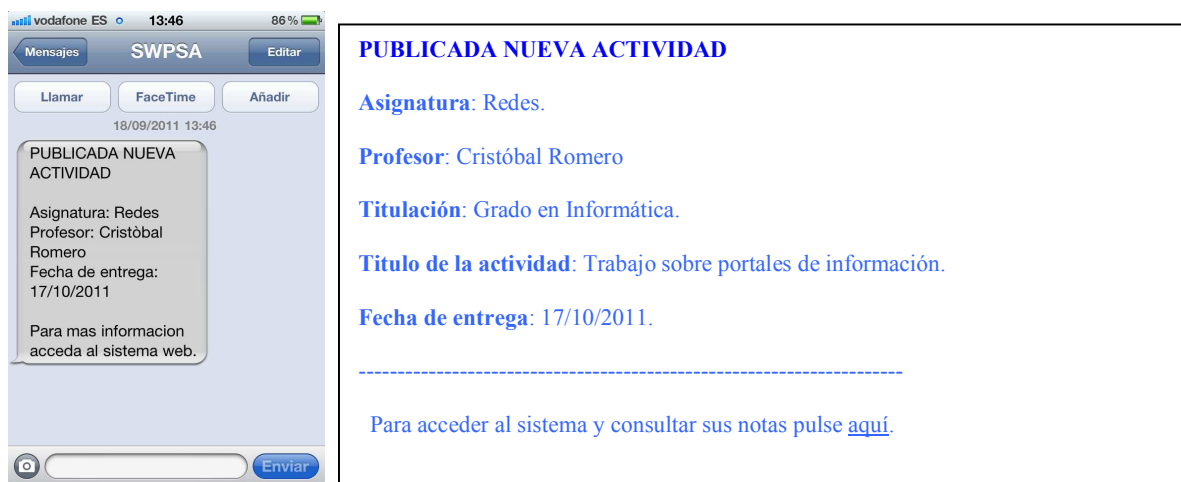 vodafone ES 13:46 86 %
Mensajes SWPSA Editar
Llamar FaceTime Añadir
18/09/2011 13:46
PUBLICADA NUEVA
ACTIVIDAD
Asignatura: Redes
Profesor: Cristòbal
Romero
Fecha de entrega:
17/10/2011
Para mas informacion
acceda al sistema web.
Enviar
PUBLICADA NUEVA ACTIVIDAD
Asignatura: Redes.
Profesor: Cristóbal Romero
Titulación: Grado en Informática.
Titulo de la actividad: Trabajo sobre portales de información.
Fecha de entrega: 17/10/2011.
----------------------------------------------------------------------
Para acceder al sistema y consultar sus notas pulse aquí.